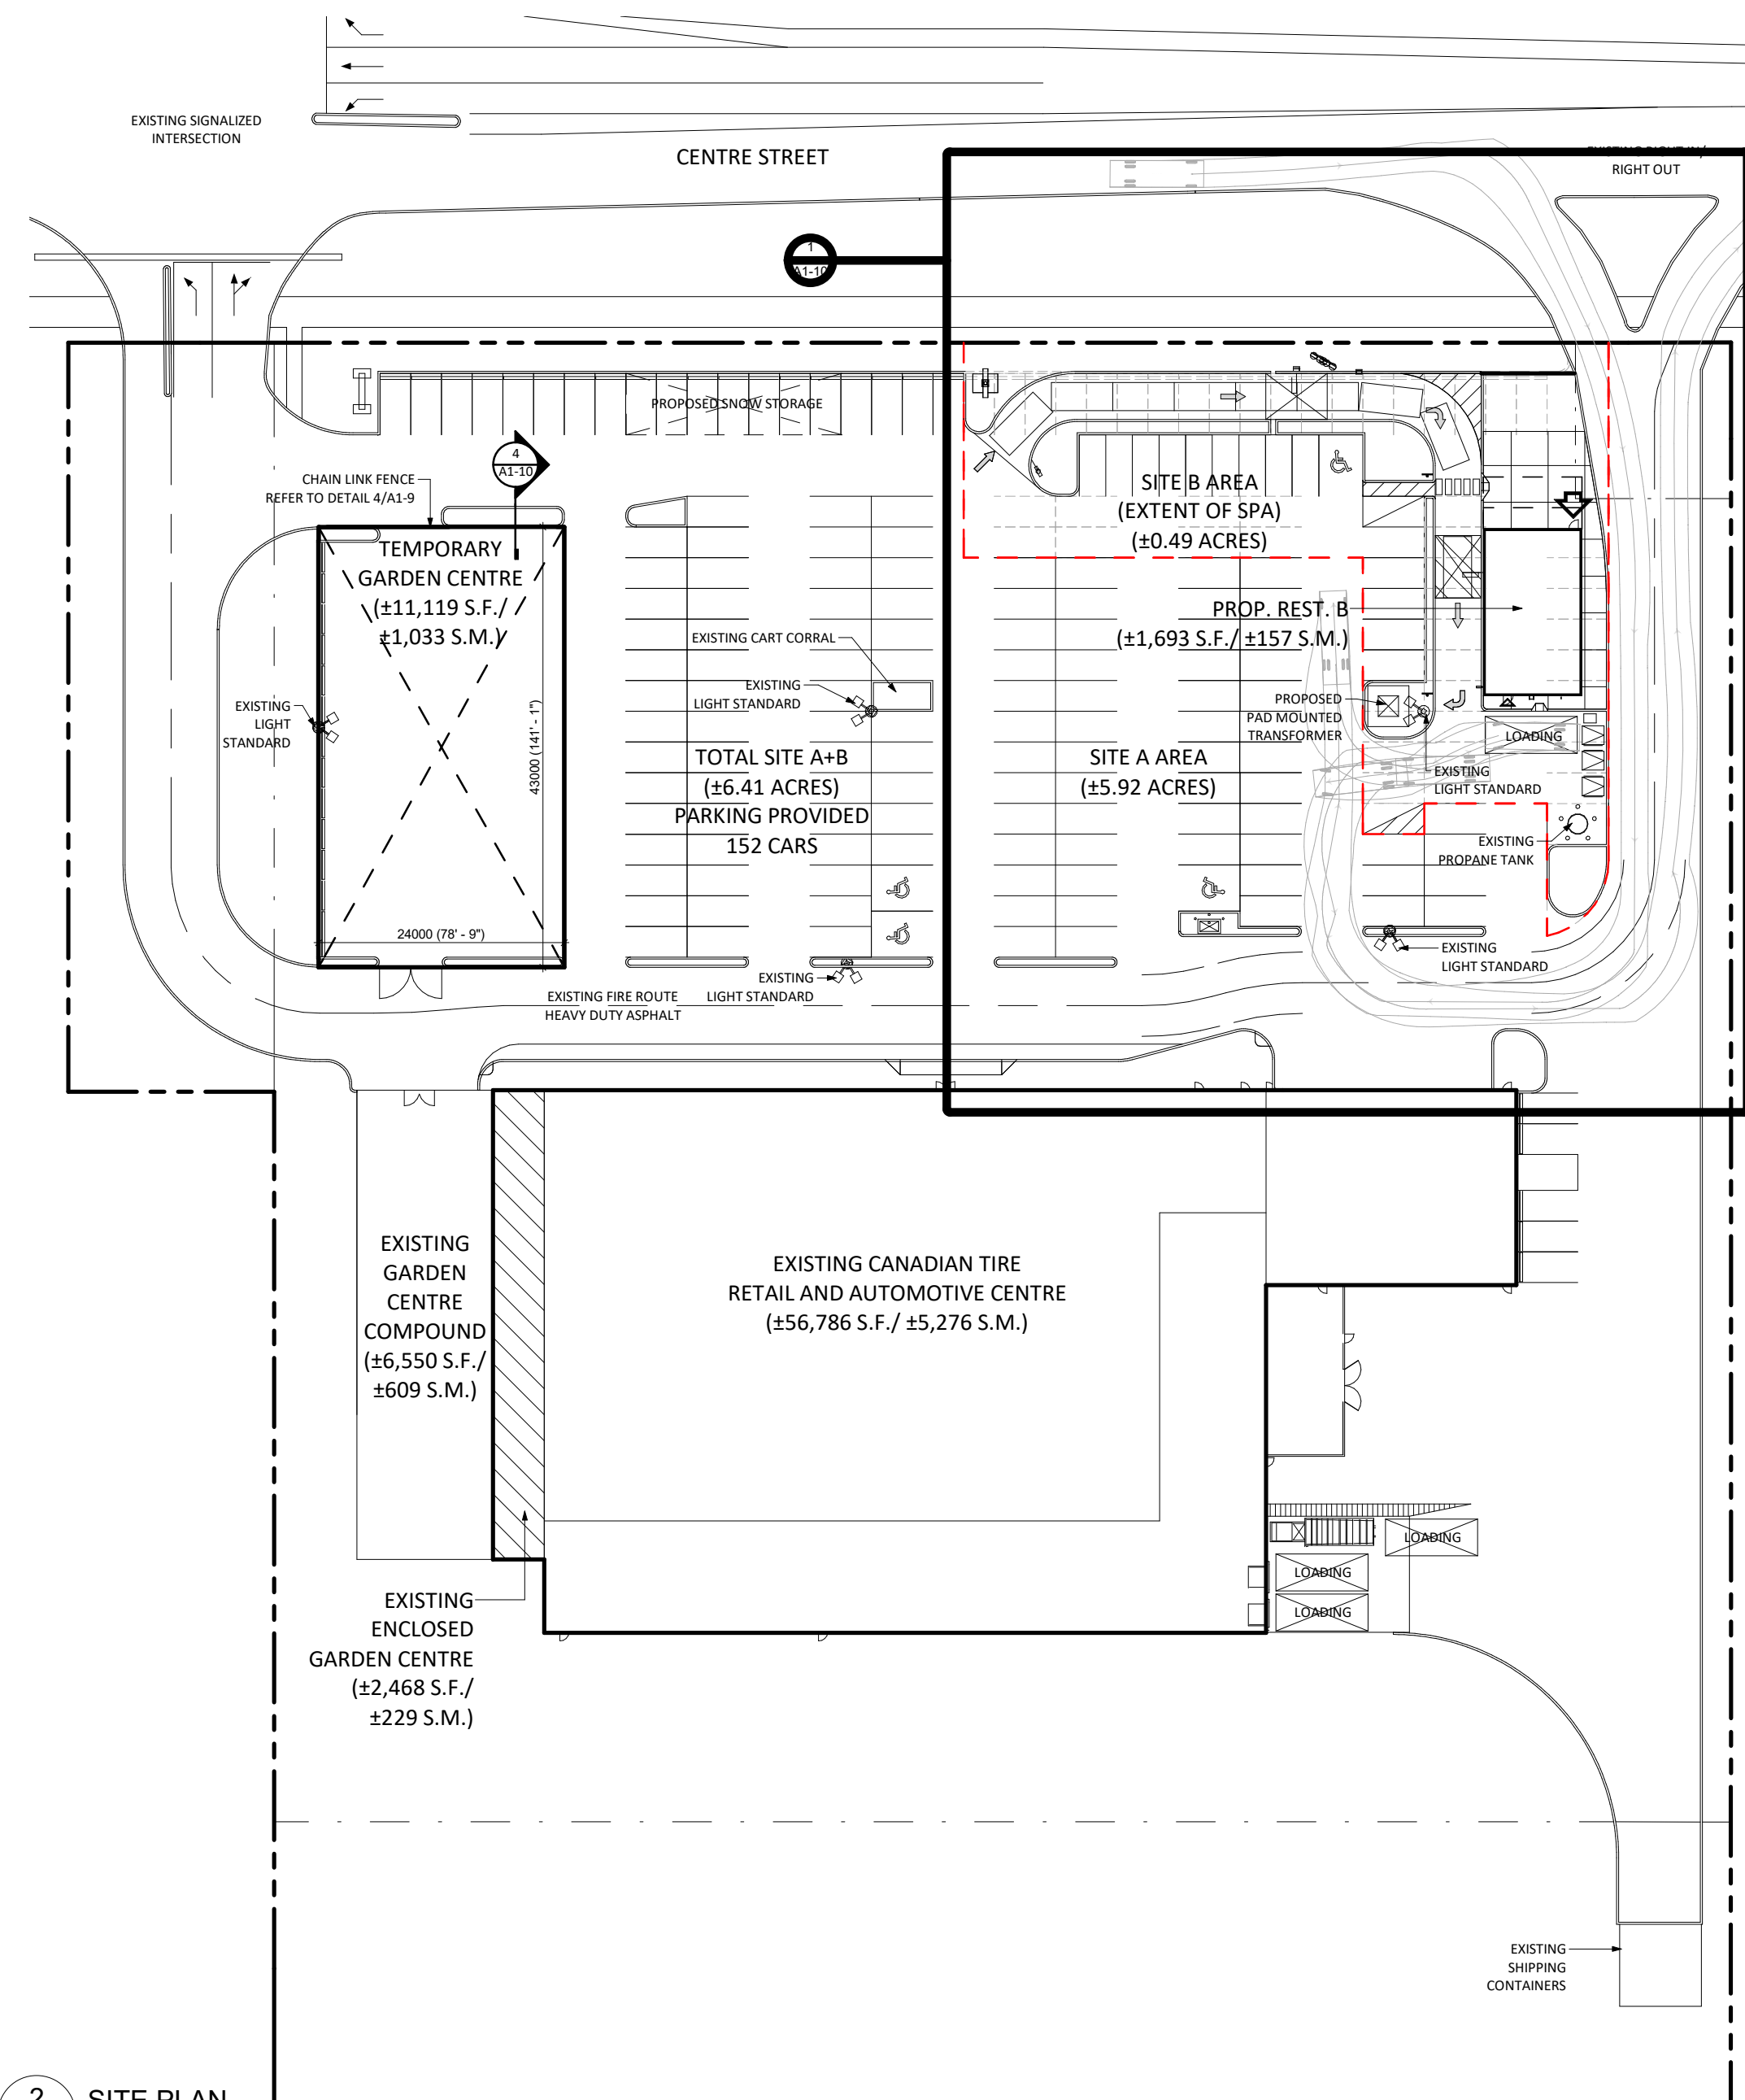 EXISTING SIGNALIZED
INTERSECTION
CENTRE STREET
EXISTING RIGHT IN/
RIGHT OUT
1
A1-10
PROPOSED SNOW STORAGE
4
A1-10
CHAIN LINK FENCE
REFER TO DETAIL 4/A1-9
SITE B AREA
(EXTENT OF SPA)
(±0.49 ACRES)
TEMPORARY
GARDEN CENTRE
(±11,119 S.F./
±1,033 S.M.)
PROP. REST. B
(±1,693 S.F./ ±157 S.M.)
EXISTING CART CORRAL
EXISTING
LIGHT STANDARD
EXISTING
LIGHT
STANDARD
PROPOSED
PAD MOUNTED
TRANSFORMER
LOADING
43000 (141' - 1")
TOTAL SITE A+B
(±6.41 ACRES)
PARKING PROVIDED
152 CARS
SITE A AREA
(±5.92 ACRES)
EXISTING
LIGHT STANDARD
EXISTING
PROPANE TANK
24000 (78' - 9")
EXISTING
LIGHT STANDARD
EXISTING
LIGHT STANDARD
EXISTING FIRE ROUTE
HEAVY DUTY ASPHALT
EXISTING
GARDEN
CENTRE
COMPOUND
(±6,550 S.F./
±609 S.M.)
EXISTING CANADIAN TIRE
RETAIL AND AUTOMOTIVE CENTRE
(±56,786 S.F./ ±5,276 S.M.)
LOADING
LOADING
LOADING
EXISTING
ENCLOSED
GARDEN CENTRE
(±2,468 S.F./
±229 S.M.)
EXISTING
SHIPPING
CONTAINERS
2
SITE PLAN